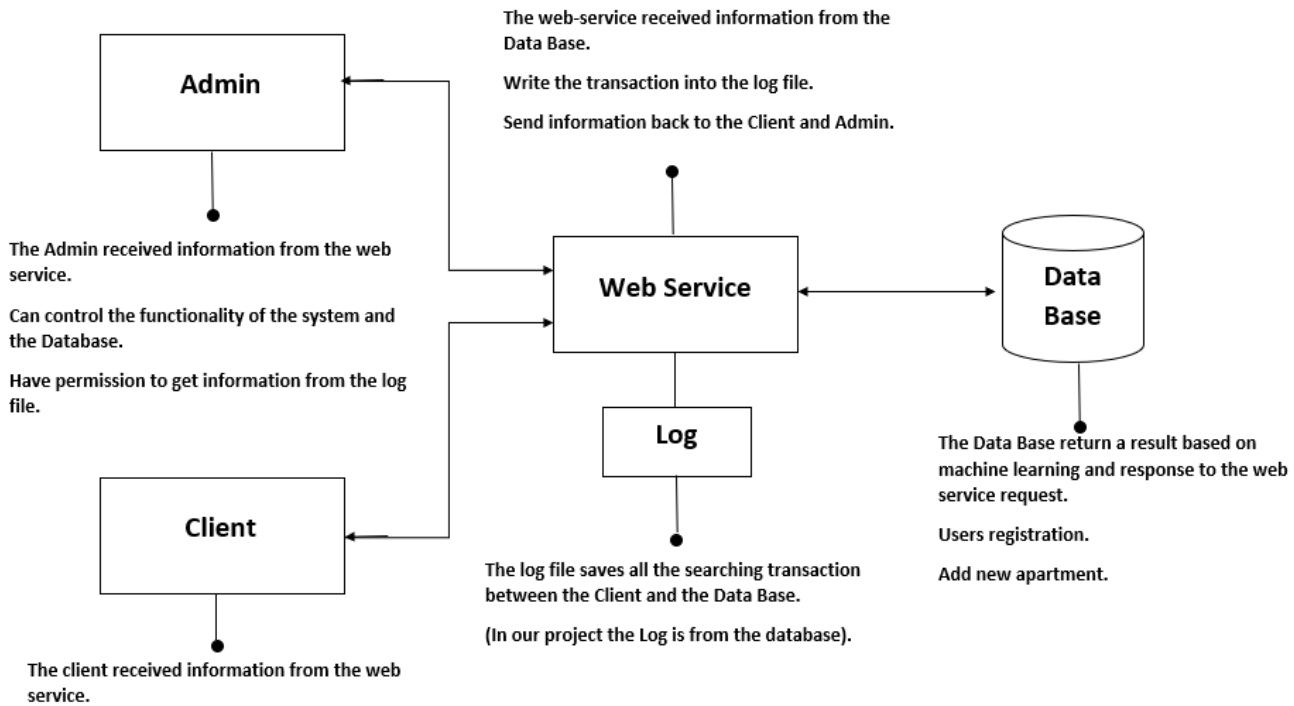 The web-service received information from the
Data Base.
Write the transaction into the log file.
Send information back to the Client and Admin.
Admin
The Admin received information from the web
service.
Can control the functionality of the system and
the Database.
Have permission to get information from the log
file.
Web Service
Data
Base
Log
The Data Base return a result based on
machine learning and response to the web
service request.
Users registration.
Add new apartment.
Client
The log file saves all the searching transaction
between the Client and the Data Base.
(In our project the Log is from the database).
The client received information from the web
service.